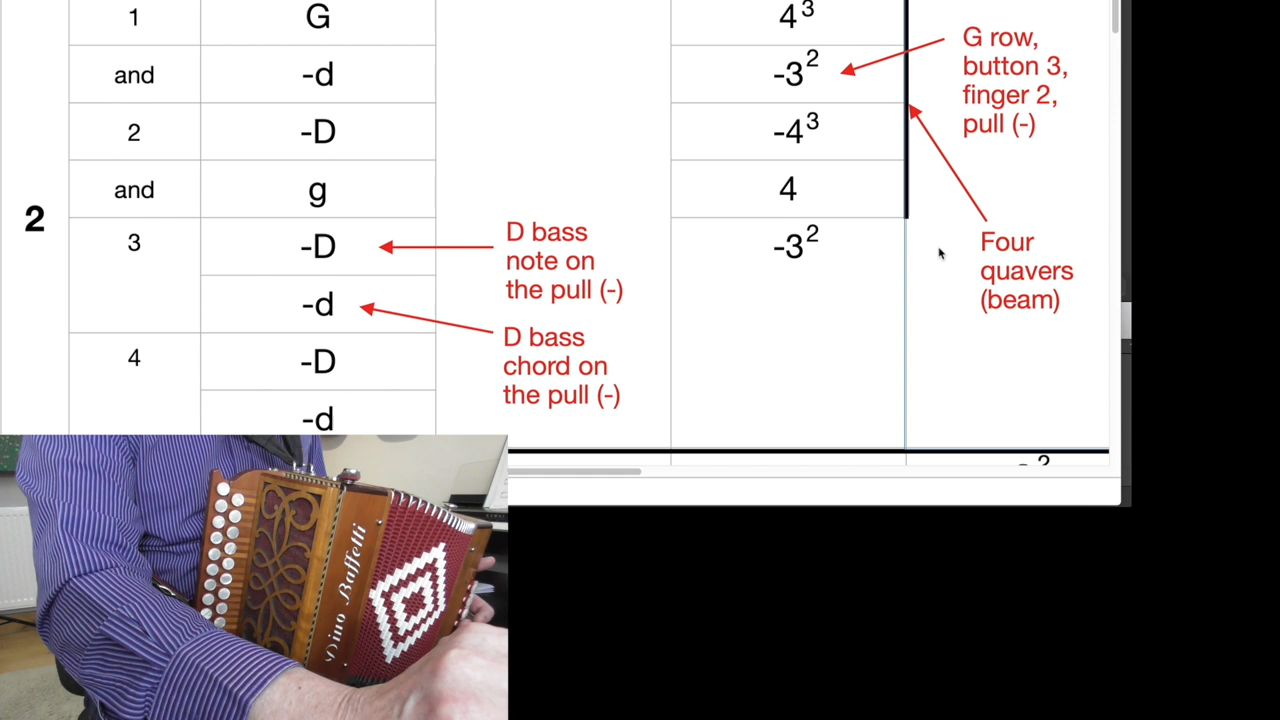 1 G 4³
and -d -3²
2 -D -4³
and g 4
2
3 -D -3²
-d
4 -D
-d
G row,
button 3,
finger 2,
pull (-)
D bass
note on
the pull (-)
D bass
chord on
the pull (-)
Four
quavers
(beam)
Dino Baffetti